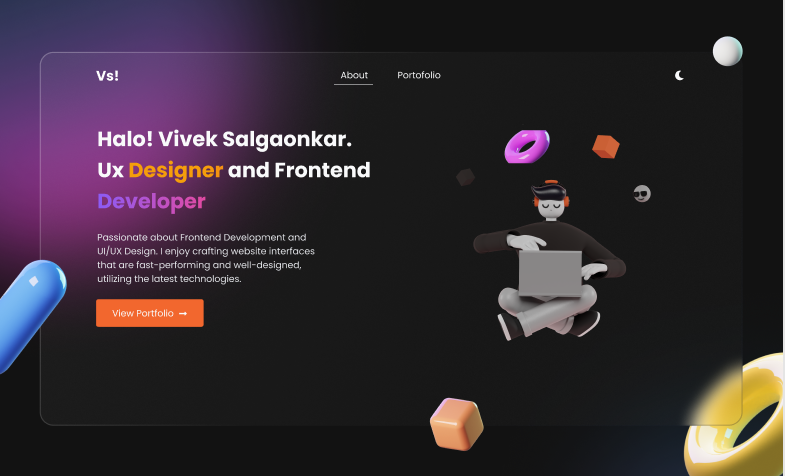 Vs!
About
Portofolio
Halo! Vivek Salgaonkar.
Ux Designer and Frontend
Developer
Passionate about Frontend Development and
UI/UX Design. I enjoy crafting website interfaces
that are fast-performing and well-designed,
utilizing the latest technologies.
View Portfolio →